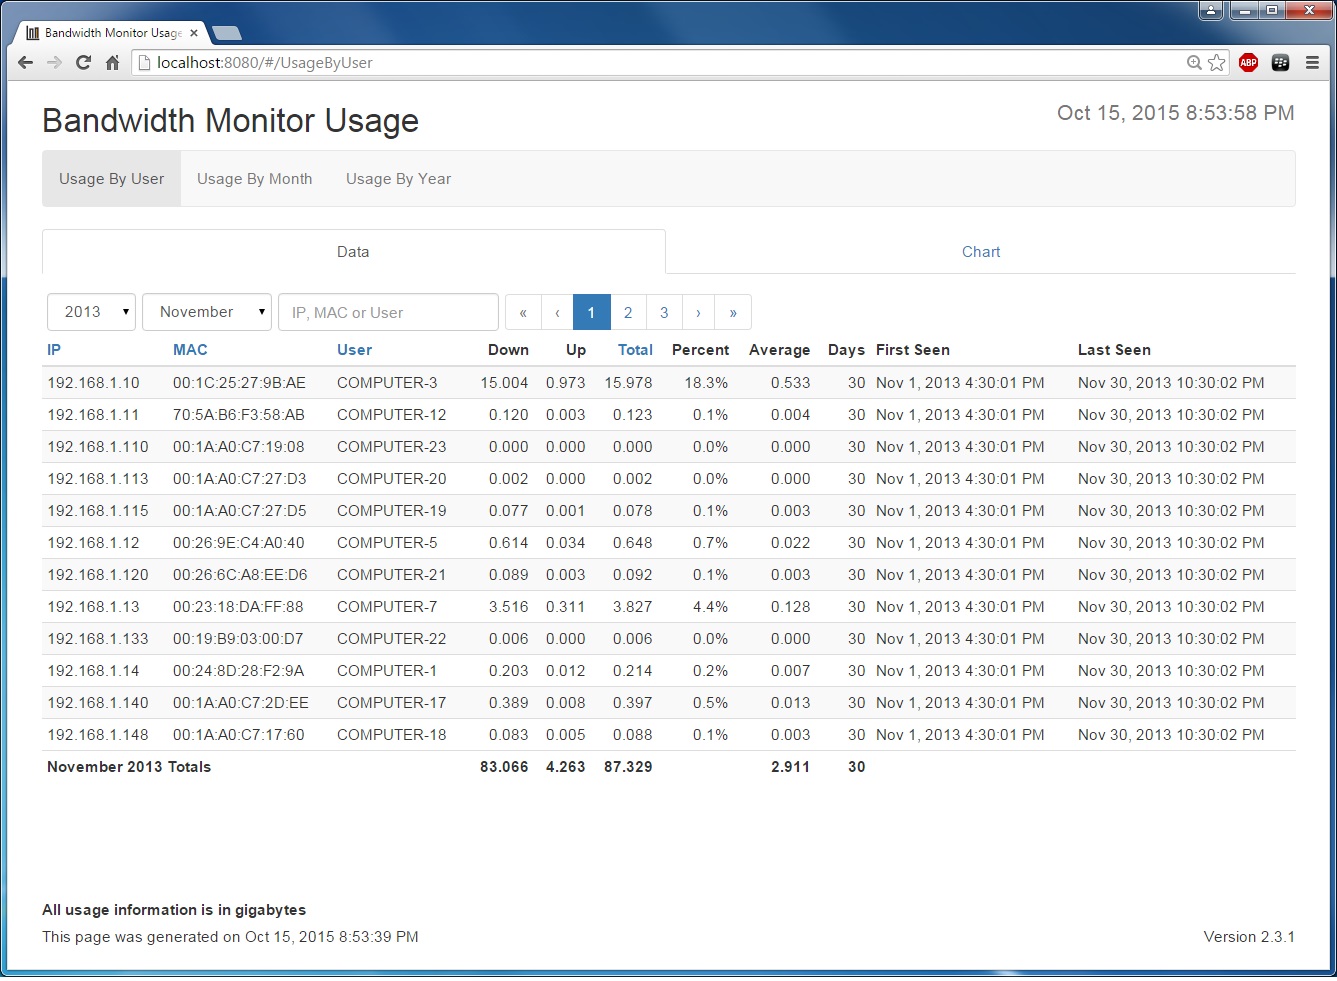 Bandwidth Monitor Usage
localhost:8080/#/UsageByUser
ABP
Bandwidth Monitor Usage
Oct 15, 2015 8:53:58 PM
Usage By User Usage By Month Usage By Year
Data Chart
2013 November IP, MAC or User « ‹ 1 2 3 › »
IP MAC User Down Up Total Percent Average Days First Seen Last Seen
192.168.1.10 00:1C:25:27:9B:AE COMPUTER-3 15.004 0.973 15.978 18.3% 0.533 30 Nov 1, 2013 4:30:01 PM Nov 30, 2013 10:30:02 PM
192.168.1.11 70:5A:B6:F3:58:AB COMPUTER-12 0.120 0.003 0.123 0.1% 0.004 30 Nov 1, 2013 4:30:01 PM Nov 30, 2013 10:30:02 PM
192.168.1.110 00:1A:A0:C7:19:08 COMPUTER-23 0.000 0.000 0.000 0.0% 0.000 30 Nov 1, 2013 4:30:01 PM Nov 30, 2013 10:30:02 PM
192.168.1.113 00:1A:A0:C7:27:D3 COMPUTER-20 0.002 0.000 0.002 0.0% 0.000 30 Nov 1, 2013 4:30:01 PM Nov 30, 2013 10:30:02 PM
192.168.1.115 00:1A:A0:C7:27:D5 COMPUTER-19 0.077 0.001 0.078 0.1% 0.003 30 Nov 1, 2013 4:30:01 PM Nov 30, 2013 10:30:02 PM
192.168.1.12 00:26:9E:C4:A0:40 COMPUTER-5 0.614 0.034 0.648 0.7% 0.022 30 Nov 1, 2013 4:30:01 PM Nov 30, 2013 10:30:02 PM
192.168.1.120 00:26:6C:A8:EE:D6 COMPUTER-21 0.089 0.003 0.092 0.1% 0.003 30 Nov 1, 2013 4:30:01 PM Nov 30, 2013 10:30:02 PM
192.168.1.13 00:23:18:DA:FF:88 COMPUTER-7 3.516 0.311 3.827 4.4% 0.128 30 Nov 1, 2013 4:30:01 PM Nov 30, 2013 10:30:02 PM
192.168.1.133 00:19:B9:03:00:D7 COMPUTER-22 0.006 0.000 0.006 0.0% 0.000 30 Nov 1, 2013 4:30:01 PM Nov 30, 2013 10:30:02 PM
192.168.1.14 00:24:8D:28:F2:9A COMPUTER-1 0.203 0.012 0.214 0.2% 0.007 30 Nov 1, 2013 4:30:01 PM Nov 30, 2013 10:30:02 PM
192.168.1.140 00:1A:A0:C7:2D:EE COMPUTER-17 0.389 0.008 0.397 0.5% 0.013 30 Nov 1, 2013 4:30:01 PM Nov 30, 2013 10:30:02 PM
192.168.1.148 00:1A:A0:C7:17:60 COMPUTER-18 0.083 0.005 0.088 0.1% 0.003 30 Nov 1, 2013 4:30:01 PM Nov 30, 2013 10:30:02 PM
November 2013 Totals 83.066 4.263 87.329 2.911 30
All usage information is in gigabytes
This page was generated on Oct 15, 2015 8:53:39 PM Version 2.3.1